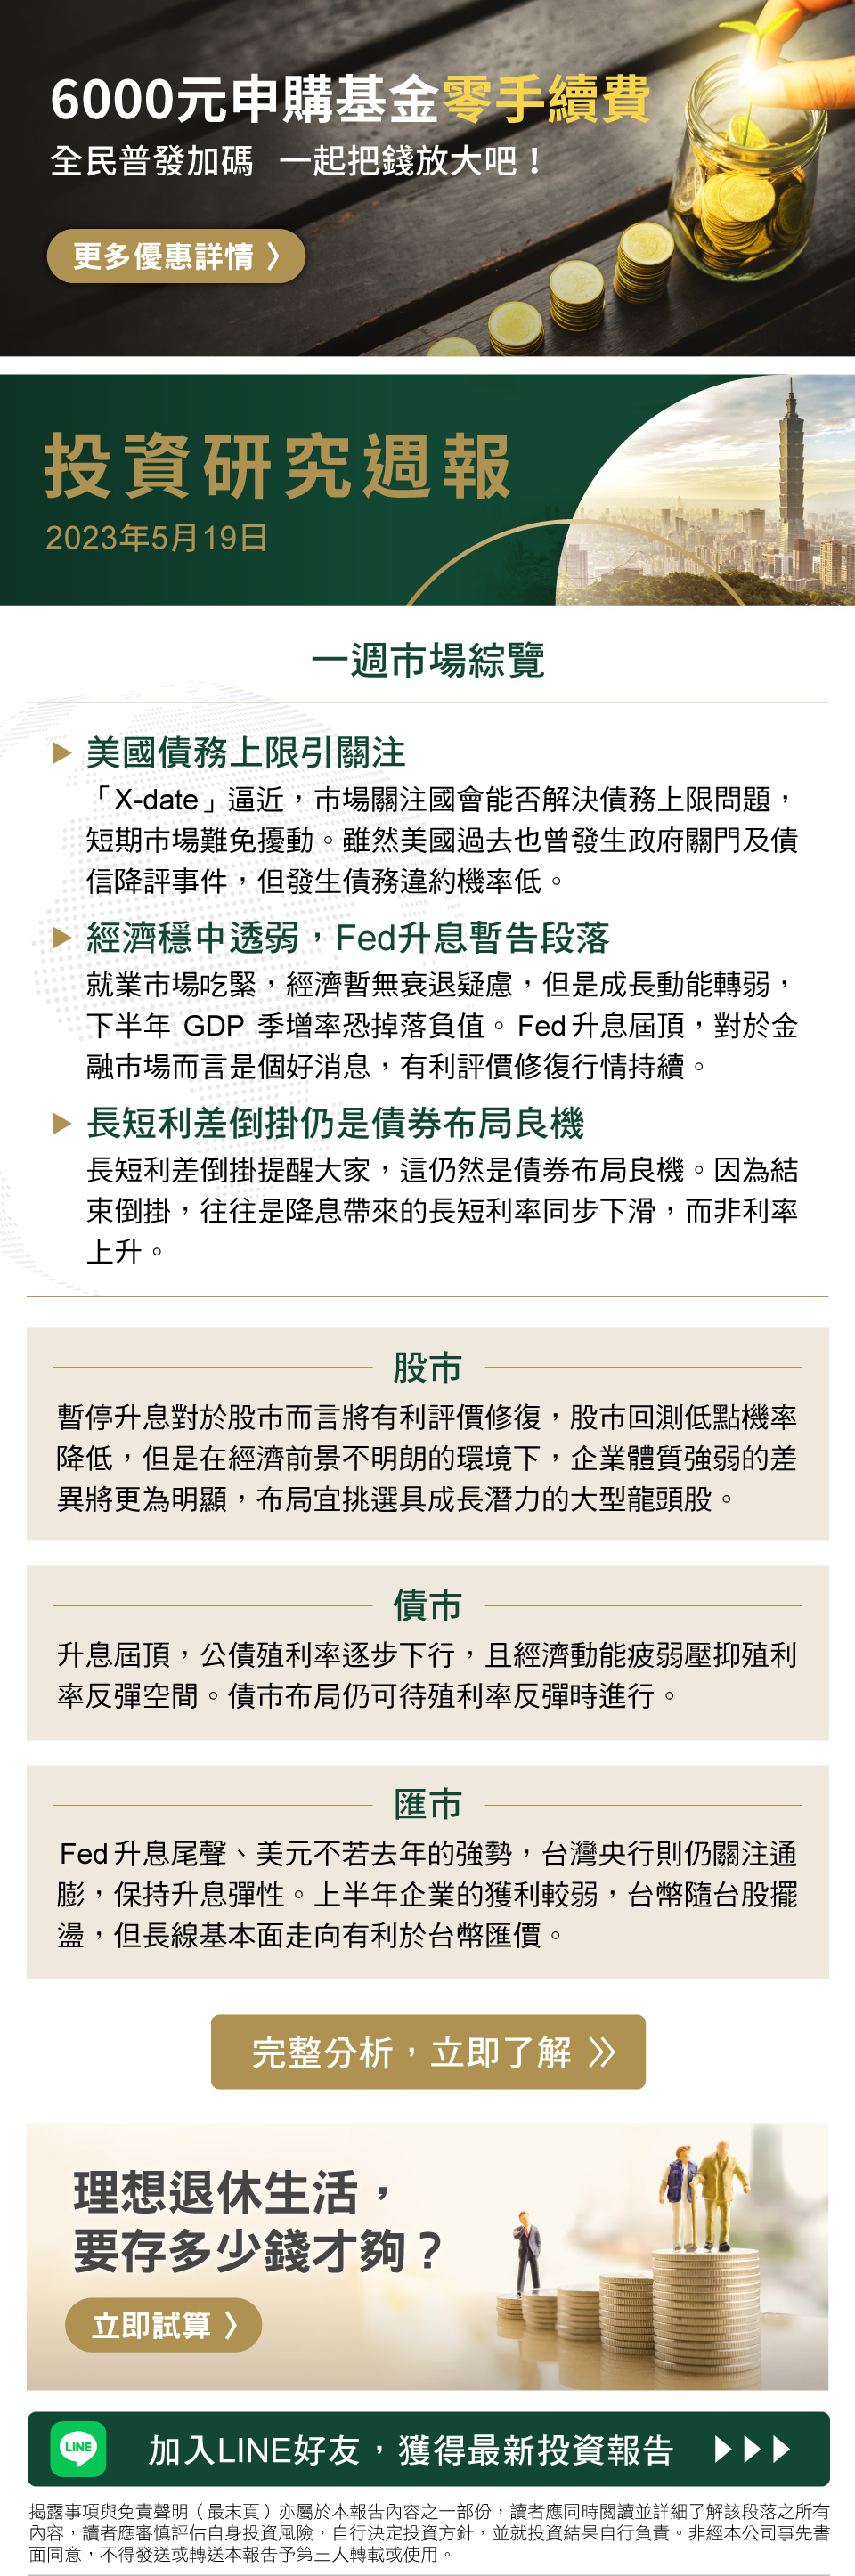 6000元申購基金零手續費
全民普發加碼 一起把錢放大吧！
更多優惠詳情 〉
投資研究週報
2023年5月19日
一週市場綜覽
美國債務上限引關注
「X-date」逼近，市場關注國會能否解決債務上限問題，
短期市場難免擾動。雖然美國過去也曾發生政府關門及債
信降評事件，但發生債務違約機率低。
經濟穩中透弱，Fed升息暫告段落
就業市場吃緊，經濟暫無衰退疑慮，但是成長動能轉弱，
下半年 GDP 季增率恐掉落負值。Fed升息屆頂，對於金
融市場而言是個好消息，有利評價修復行情持續。
長短利差倒掛仍是債券布局良機
長短利差倒掛提醒大家，這仍然是債券布局良機。因為結
束倒掛，往往是降息帶來的長短利率同步下滑，而非利率
上升。
股市
暫停升息對於股市而言將有利評價修復，股市回測低點機率
降低，但是在經濟前景不明朗的環境下，企業體質強弱的差
異將更為明顯，布局宜挑選具成長潛力的大型龍頭股。
債市
升息屆頂，公債殖利率逐步下行，且經濟動能疲弱壓抑殖利
率反彈空間。債市布局仍可待殖利率反彈時進行。
匯市
Fed升息尾聲、美元不若去年的強勢，台灣央行則仍關注通
膨，保持升息彈性。上半年企業的獲利較弱，台幣隨台股擺
盪，但長線基本面走向有利於台幣匯價。
完整分析，立即了解 》
理想退休生活，
要存多少錢才夠？
立即試算 〉
LINE
加入LINE好友，獲得最新投資報告
揭露事項與免責聲明（最末頁）亦屬於本報告內容之一部份，讀者應同時閱讀並詳細了解該段落之所有
內容，讀者應審慎評估自身投資風險，自行決定投資方針，並就投資結果自行負責。非經本公司事先書
面同意，不得發送或轉送本報告予第三人轉載或使用。